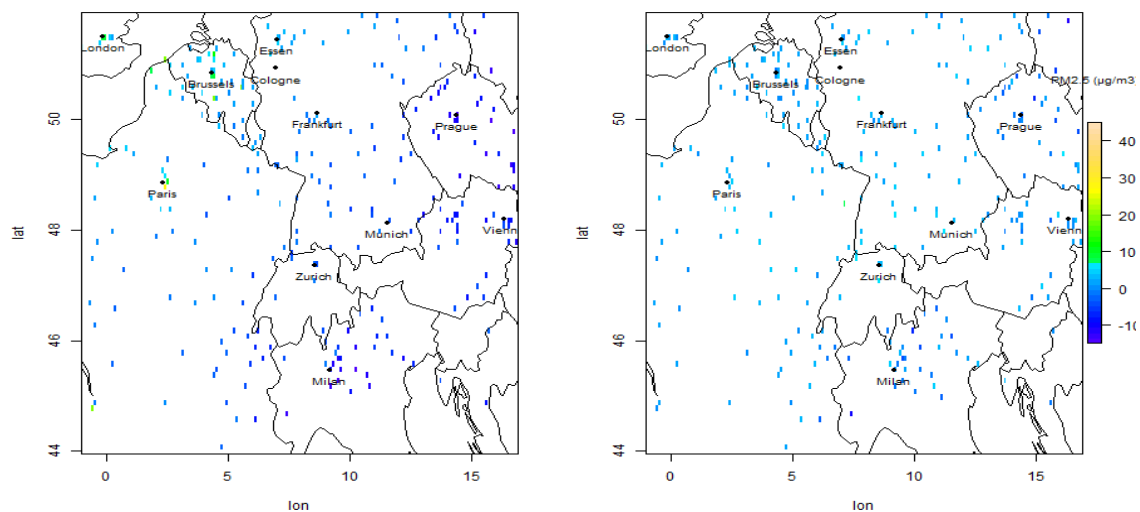 London
Essen
Cologne
Brussels
Frankfurt
Prague
Paris
Munich
Vienn
Zurich
Milan
44 46 48 50
lat
0 5 10 15
lon
London
Essen
Cologne
Brussels
PM2.5 (µg/m3)
Frankfurt
Prague
Paris
Munich
Vienn
Zurich
Milan
44 46 48 50
lat
0 5 10 15
lon
40
30
20
10
0
-10